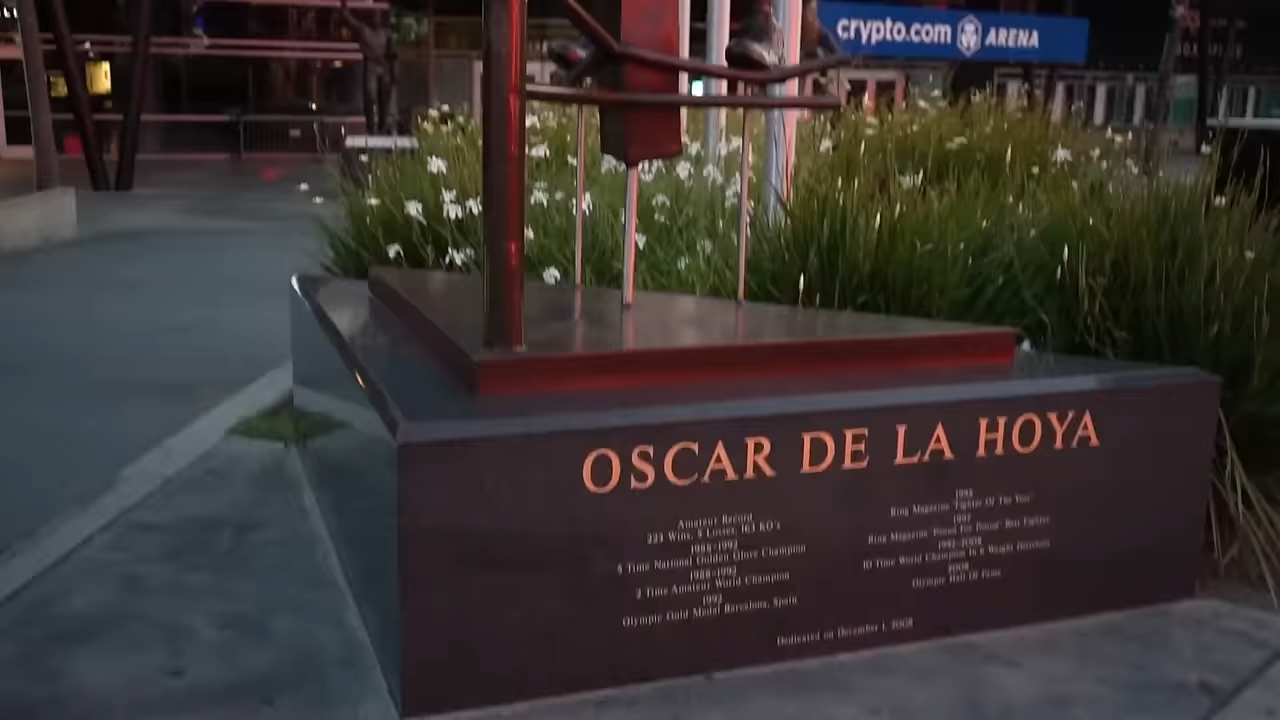 crypto.com ARENA
OSCAR DE LA HOYA
Amateur Record
223 Wins, 5 Losses, 163 KO's
1988-1992
4 Time National Golden Glove Champion
1988-1992
2 Time Amateur World Champion
1992
Olympic Gold Medal Barcelona, Spain
Ring Magazine "Fighter Of The Year"
Ring Magazine "Pound For Pound" Best Fighter
1992-2008
10 Time World Champion In 6 Weight Divisions
2008
Olympic Hall Of Fame
Dedicated on December 1, 2008